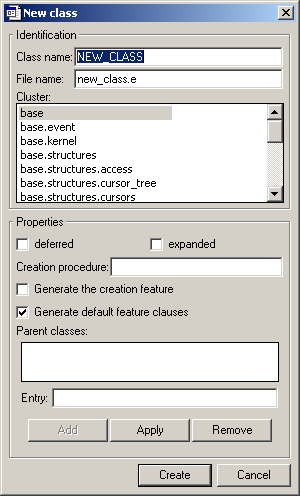 New class
Identification
Class name: NEW_CLASS
File name: new_class.e
Cluster:
base
base.event
base.kernel
base.structures
base.structures.access
base.structures.cursor_tree
base.structures.cursors
Properties
deferred expanded
Creation procedure:
Generate the creation feature
Generate default feature clauses
Parent classes:
Entry:
Add Apply Remove
Create Cancel